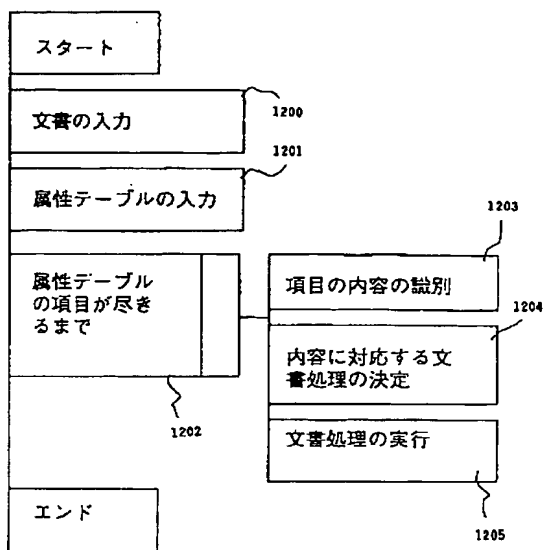 スタート
文書の入力
1200
属性テーブルの入力
1201
属性テーブル
の項目が尽き
るまで
1202
項目の内容の識別
1203
内容に対応する文
書処理の決定
1204
文書処理の実行
1205
エンド